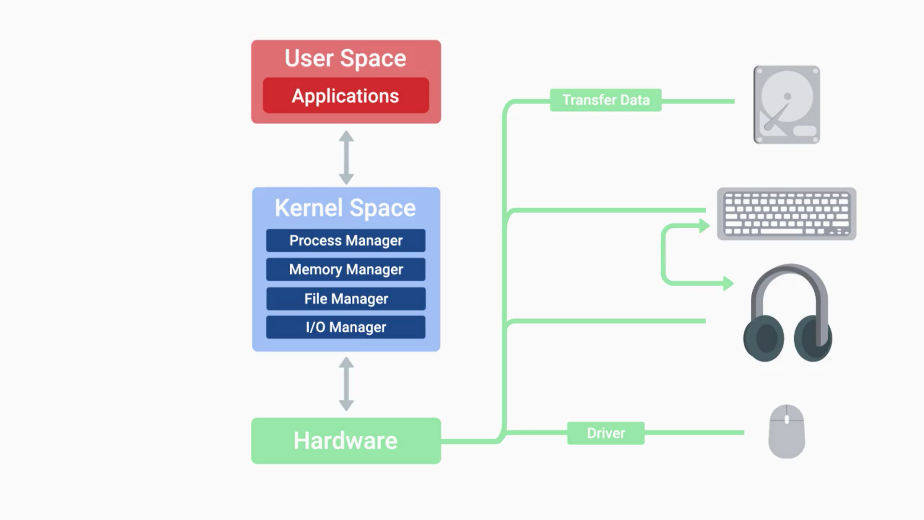 User Space
Applications
Kernel Space
Process Manager
Memory Manager
File Manager
I/O Manager
Hardware
Transfer Data
Driver